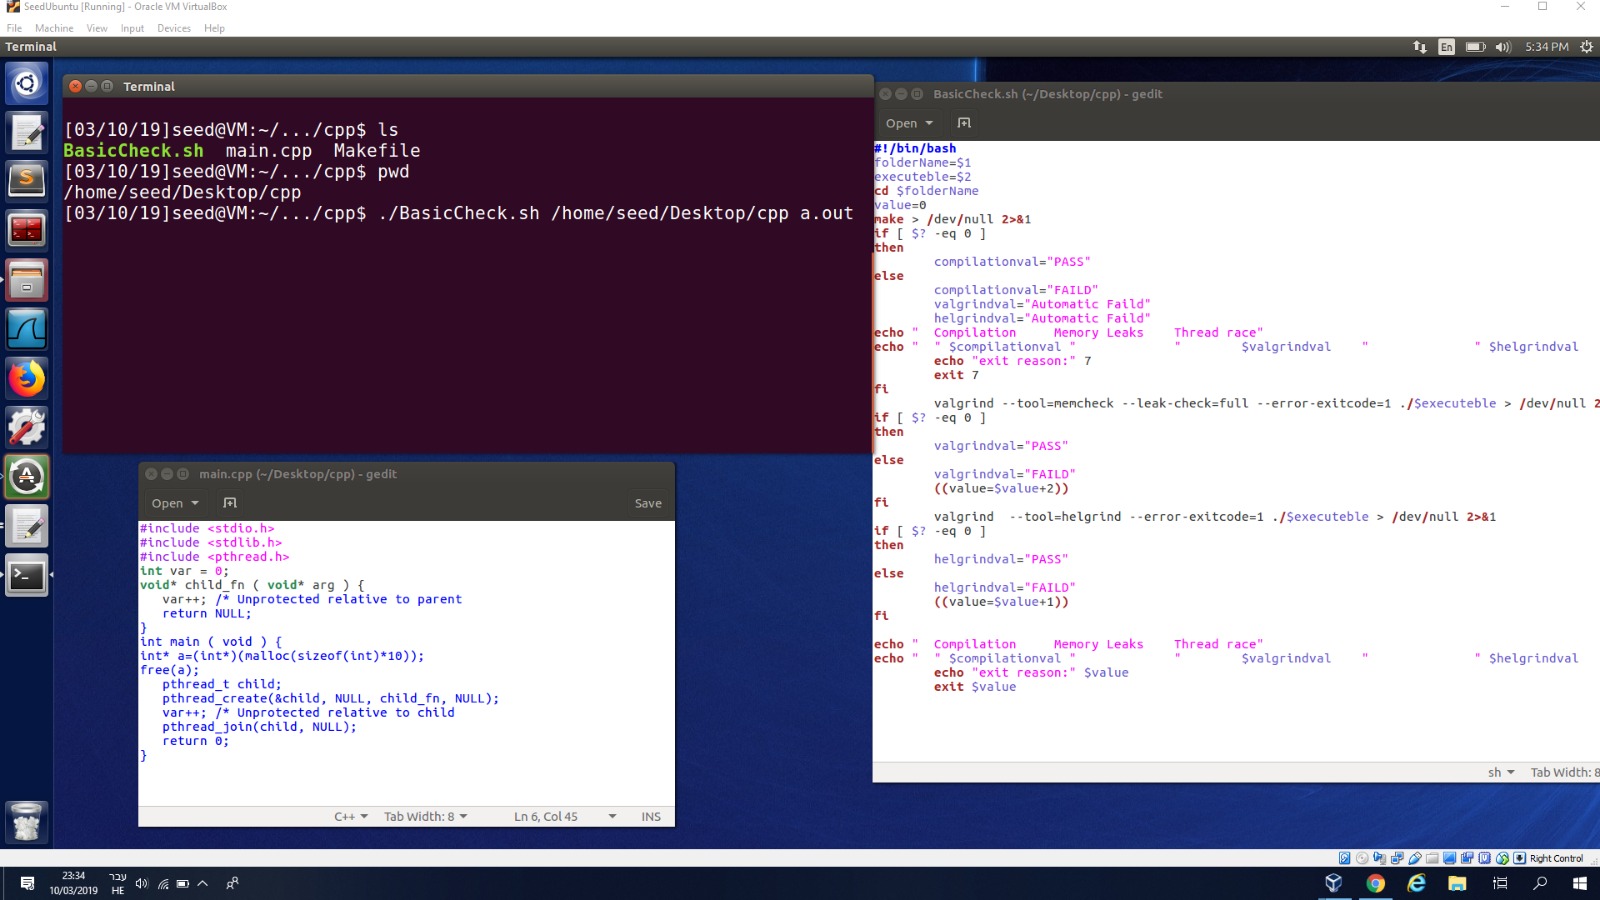 SeedUbuntu [Running] - Oracle VM VirtualBox
File Machine View Input Devices Help
Terminal
En
5:34 PM
Terminal
[03/10/19]seed@VM:~/.../cpp$ ls
BasicCheck.sh main.cpp Makefile
[03/10/19]seed@VM:~/.../cpp$ pwd
/home/seed/Desktop/cpp
[03/10/19]seed@VM:~/.../cpp$ ./BasicCheck.sh /home/seed/Desktop/cpp a.out
BasicCheck.sh (~/Desktop/cpp) - gedit
Open
#!/bin/bash
folderName=$1
executeble=$2
cd $folderName
value=0
make > /dev/null 2>&1
if [ $? -eq 0 ]
then
compilationval="PASS"
else
compilationval="FAILD"
valgrindval="Automatic Faild"
helgrindval="Automatic Faild"
echo " Compilation Memory Leaks Thread race"
echo " " $compilationval " " $valgrindval " " $helgrindval
echo "exit reason:" 7
exit 7
fi
valgrind --tool=memcheck --leak-check=full --error-exitcode=1 ./$executeble > /dev/null 2
if [ $? -eq 0 ]
then
valgrindval="PASS"
else
valgrindval="FAILD"
((value=$value+2))
fi
valgrind --tool=helgrind --error-exitcode=1 ./$executeble > /dev/null 2>&1
if [ $? -eq 0 ]
then
helgrindval="PASS"
else
helgrindval="FAILD"
((value=$value+1))
fi
echo " Compilation Memory Leaks Thread race"
echo " " $compilationval " " $valgrindval " " $helgrindval
echo "exit reason:" $value
exit $value
sh Tab Width: 8
main.cpp (~/Desktop/cpp) - gedit
Open Save
#include <stdio.h>
#include <stdlib.h>
#include <pthread.h>
int var = 0;
void* child_fn ( void* arg ) {
var++; /* Unprotected relative to parent
return NULL;
}
int main ( void ) {
int* a=(int*)(malloc(sizeof(int)*10));
free(a);
pthread_t child;
pthread_create(&child, NULL, child_fn, NULL);
var++; /* Unprotected relative to child
pthread_join(child, NULL);
return 0;
}
C++ Tab Width: 8 Ln 6, Col 45 INS
Right Control
23:34
10/03/2019
עבר
HE